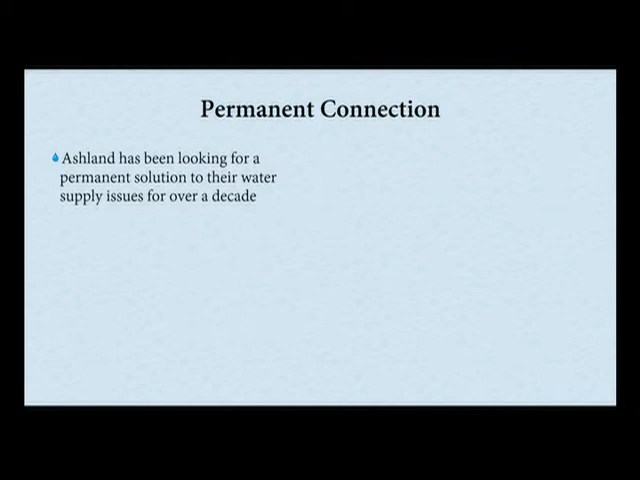 Permanent Connection
Ashland has been looking for a
permanent solution to their water
supply issues for over a decade